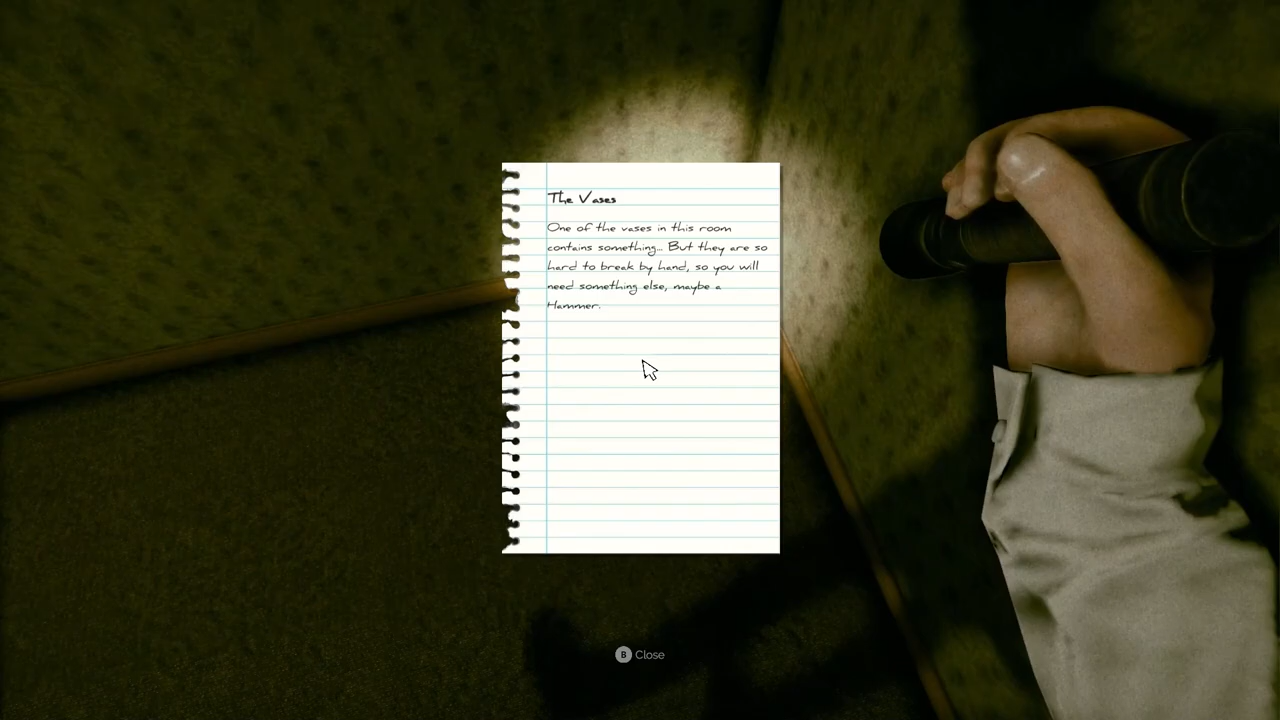 The Vases
One of the vases in this room
contains something... But they are so
hard to break by hand, so you will
need something else, maybe a
Hammer.
B Close